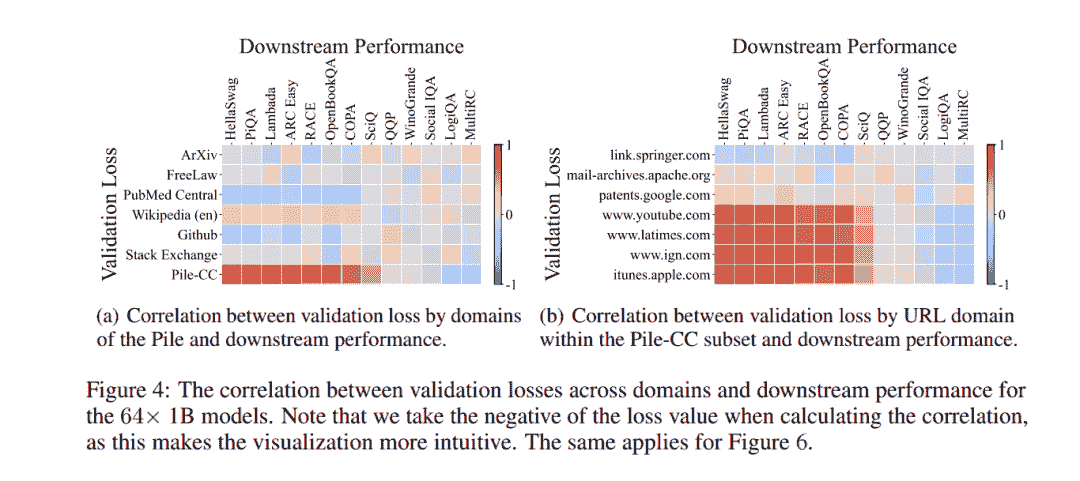 Downstream Performance
HellaSwag
PiQA
Lambada
ARC Easy
RACE
OpenBookQA
COPA
SciQ
QQP
WinoGrande
Social IQA
LogiQA
MultiRC
Validation Loss
ArXiv
FreeLaw
PubMed Central
Wikipedia (en)
Github
Stack Exchange
Pile-CC
1
0
-1
(a) Correlation between validation loss by domains
of the Pile and downstream performance.
Downstream Performance
HellaSwag
PiQA
Lambada
ARC Easy
RACE
OpenBookQA
COPA
SciQ
QQP
WinoGrande
Social IQA
LogiQA
MultiRC
Validation Loss
link.springer.com
mail-archives.apache.org
patents.google.com
www.youtube.com
www.latimes.com
www.ign.com
itunes.apple.com
1
0
-1
(b) Correlation between validation loss by URL domain
within the Pile-CC subset and downstream performance.
Figure 4: The correlation between validation losses across domains and downstream performance for
the 64× 1B models. Note that we take the negative of the loss value when calculating the correlation,
as this makes the visualization more intuitive. The same applies for Figure 6.